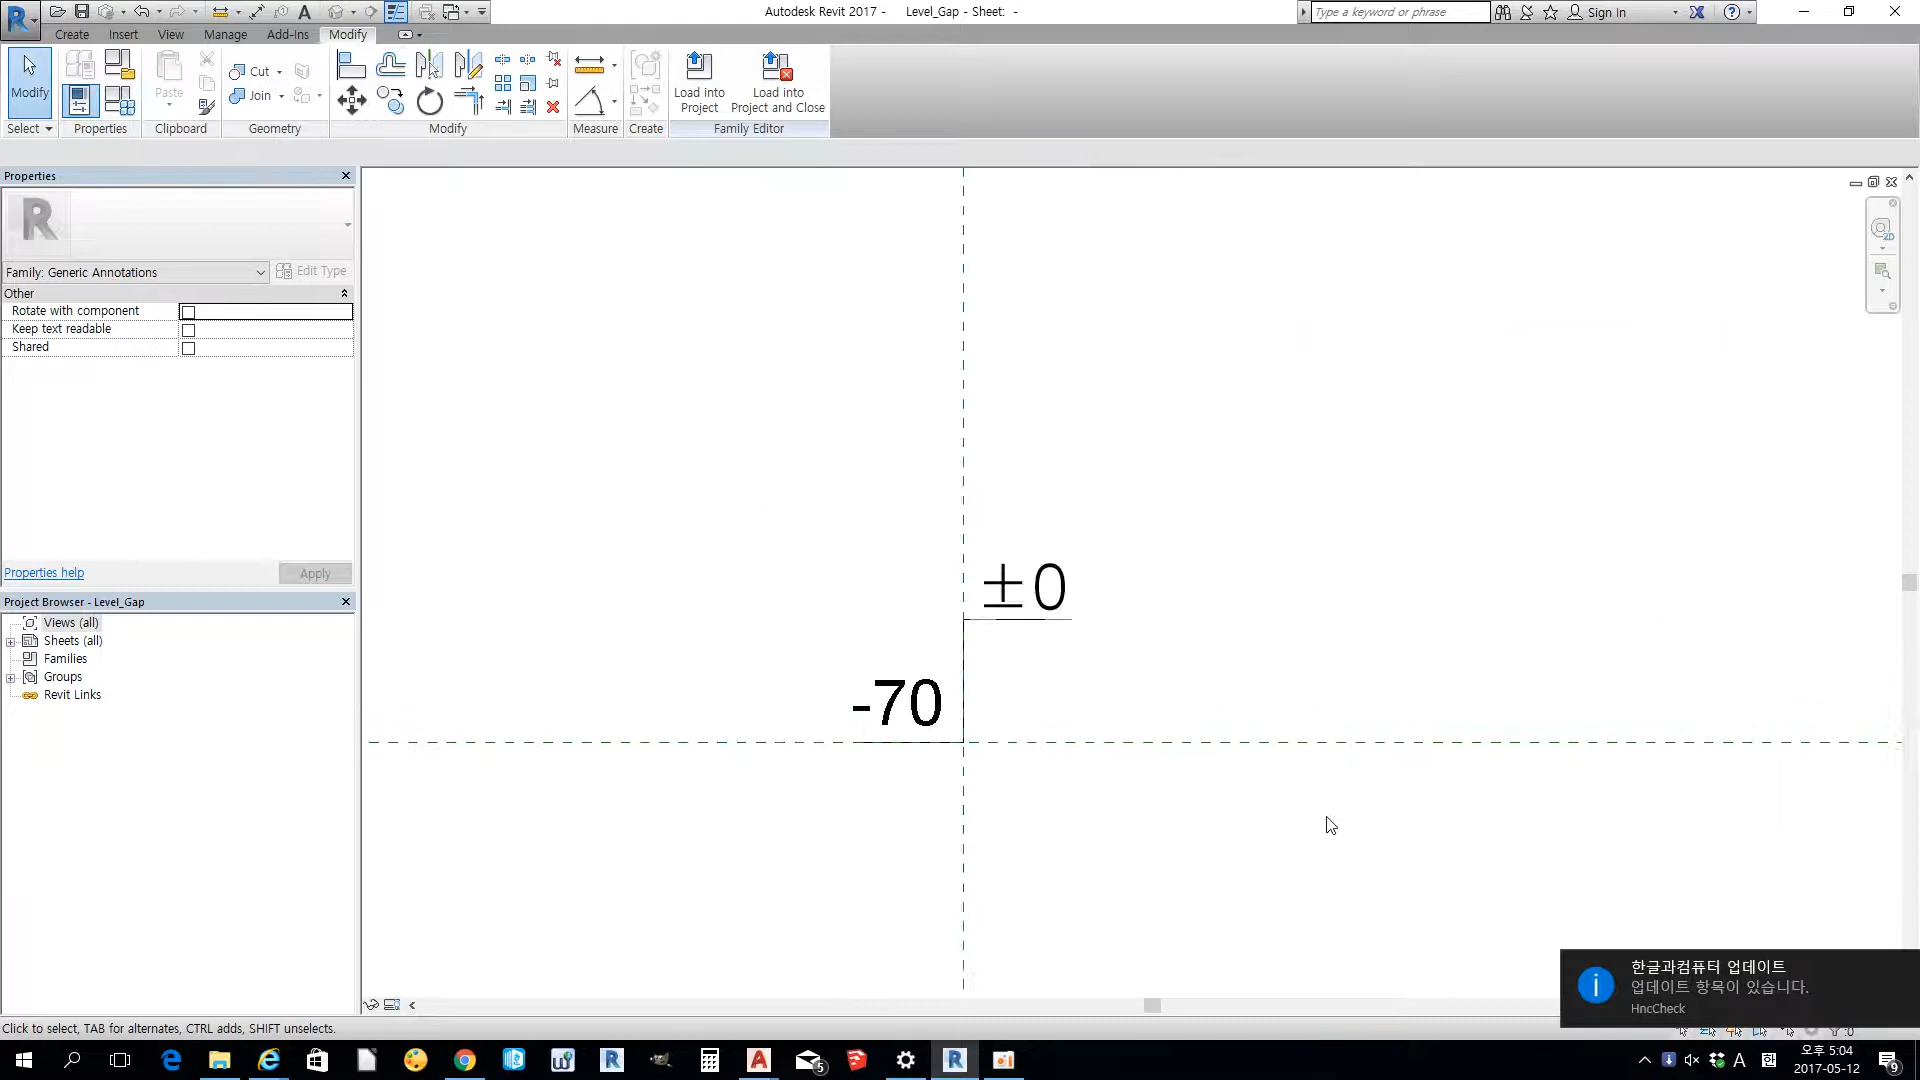 Autodesk Revit 2017 -
Level_Gap - Sheet: -
Type a keyword or phrase
Sign In
Create
Insert
View
Manage
Add-Ins
Modify
Modify
Paste
Cut
Join
Load into
Project
Load into
Project and Close
Select
Properties
Clipboard
Geometry
Modify
Measure
Create
Family Editor
Properties
R
Family: Generic Annotations
Edit Type
Other
Rotate with component
Keep text readable
Shared
Properties help
Apply
Project Browser - Level_Gap
Views (all)
Sheets (all)
Families
Groups
Revit Links
±0
-70
2D
한글과컴퓨터 업데이트
업데이트 항목이 있습니다.
HncCheck
Click to select, TAB for alternates, CTRL adds, SHIFT unselects.
:0
5
A
한
오후 5:04
2017-05-12
9